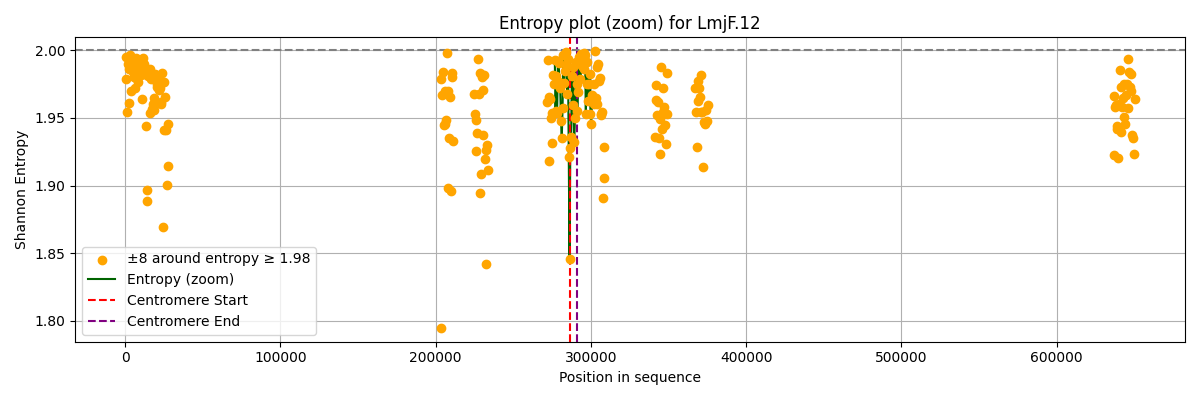 Entropy plot (zoom) for LmjF.12
Shannon Entropy
2.00
1.95
1.90
1.85
1.80
±8 around entropy ≥ 1.98
Entropy (zoom)
Centromere Start
Centromere End
0 100000 200000 300000 400000 500000 600000
Position in sequence